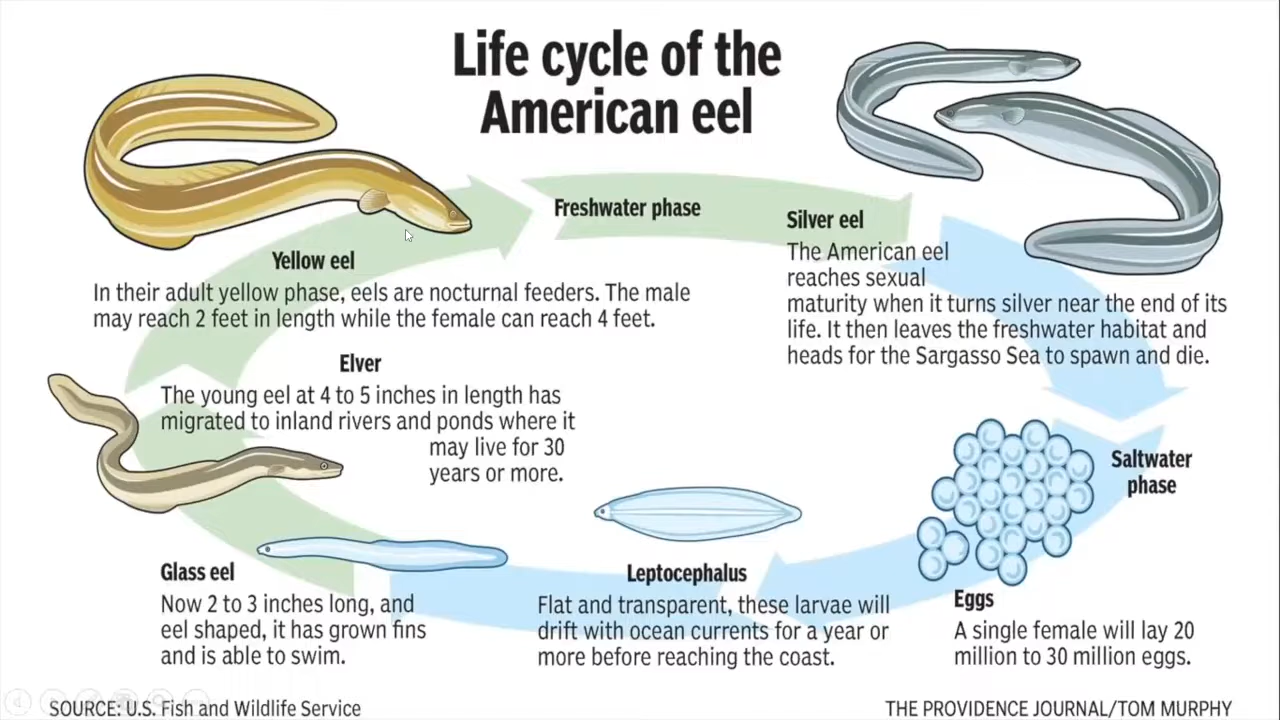 Life cycle of the
American eel
Freshwater phase
Silver eel
The American eel
reaches sexual
maturity when it turns silver near the end of its
life. It then leaves the freshwater habitat and
heads for the Sargasso Sea to spawn and die.
Yellow eel
In their adult yellow phase, eels are nocturnal feeders. The male
may reach 2 feet in length while the female can reach 4 feet.
Elver
The young eel at 4 to 5 inches in length has
migrated to inland rivers and ponds where it
may live for 30
years or more.
Saltwater
phase
Glass eel
Now 2 to 3 inches long, and
eel shaped, it has grown fins
and is able to swim.
Leptocephalus
Flat and transparent, these larvae will
drift with ocean currents for a year or
more before reaching the coast.
Eggs
A single female will lay 20
million to 30 million eggs.
SOURCE: U.S. Fish and Wildlife Service
THE PROVIDENCE JOURNAL/TOM MURPHY